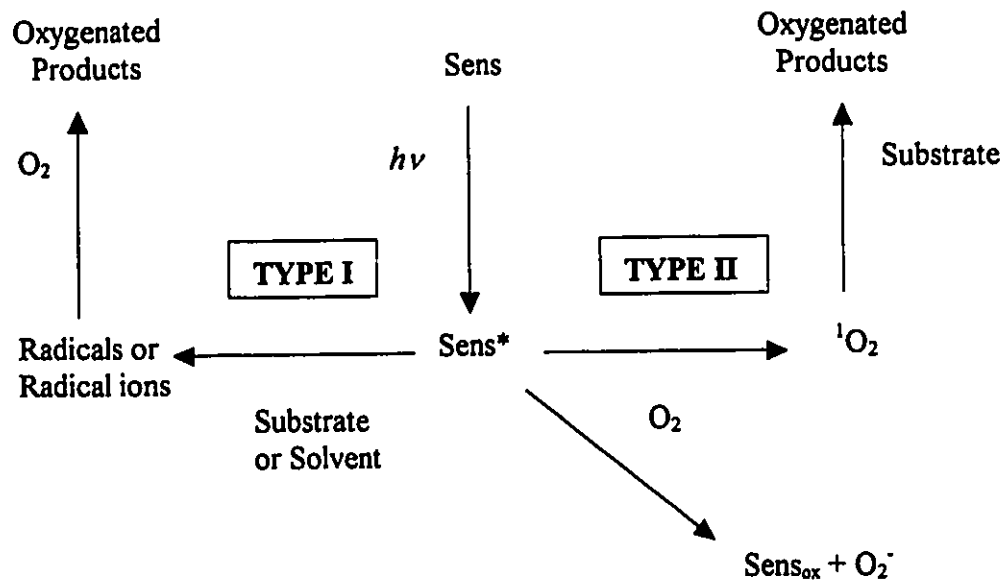 Oxygenated
Products
Sens
Oxygenated
Products
O₂
hν
Substrate
TYPE I
TYPE II
Radicals or
Radical ions
Sens*
¹O₂
Substrate
or Solvent
O₂
Sensₒₓ + O₂⁻